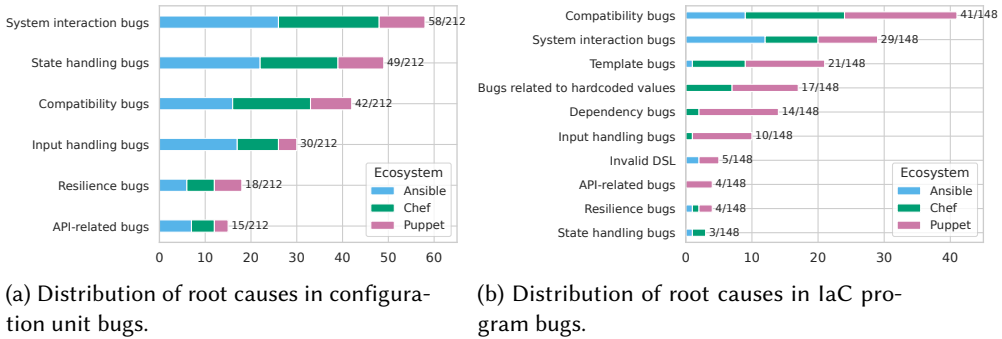 System interaction bugs
58/212
State handling bugs
49/212
Compatibility bugs
42/212
Input handling bugs
30/212
Resilience bugs
18/212
API-related bugs
15/212
Ecosystem
Ansible
Chef
Puppet
0 10 20 30 40 50 60
(a) Distribution of root causes in configura-
tion unit bugs.
Compatibility bugs
41/148
System interaction bugs
29/148
Template bugs
21/148
Bugs related to hardcoded values
17/148
Dependency bugs
14/148
Input handling bugs
10/148
Invalid DSL
5/148
API-related bugs
4/148
Resilience bugs
4/148
State handling bugs
3/148
Ecosystem
Ansible
Chef
Puppet
0 10 20 30 40
(b) Distribution of root causes in IaC pro-
gram bugs.